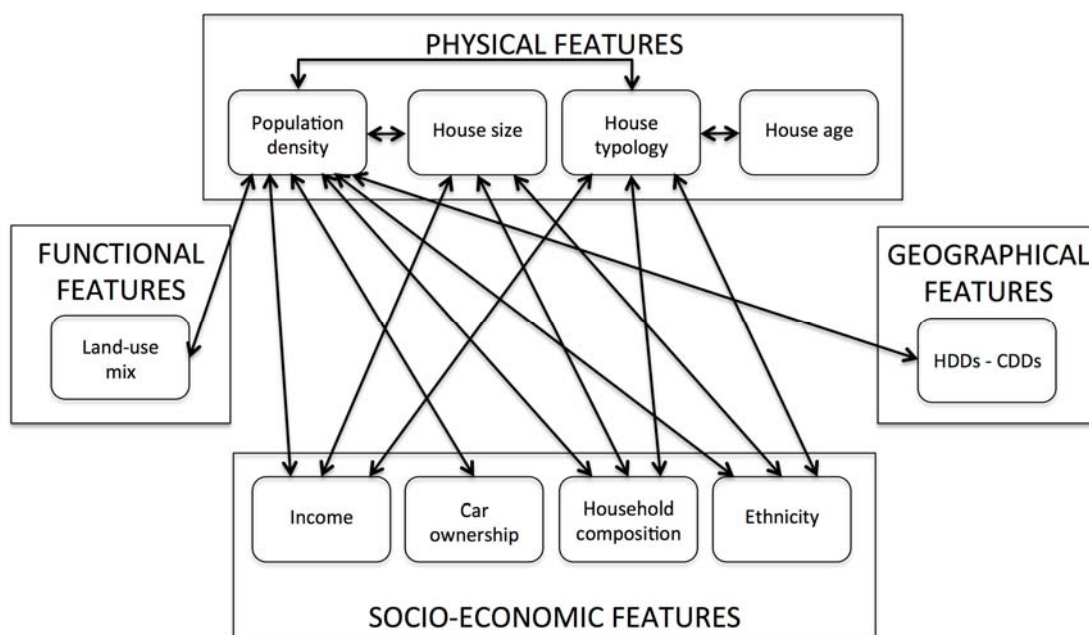 PHYSICAL FEATURES
Population
density
House size
House
typology
House age
FUNCTIONAL
FEATURES
Land-use
mix
GEOGRAPHICAL
FEATURES
HDDs - CDDs
Income
Car
ownership
Household
composition
Ethnicity
SOCIO-ECONOMIC FEATURES